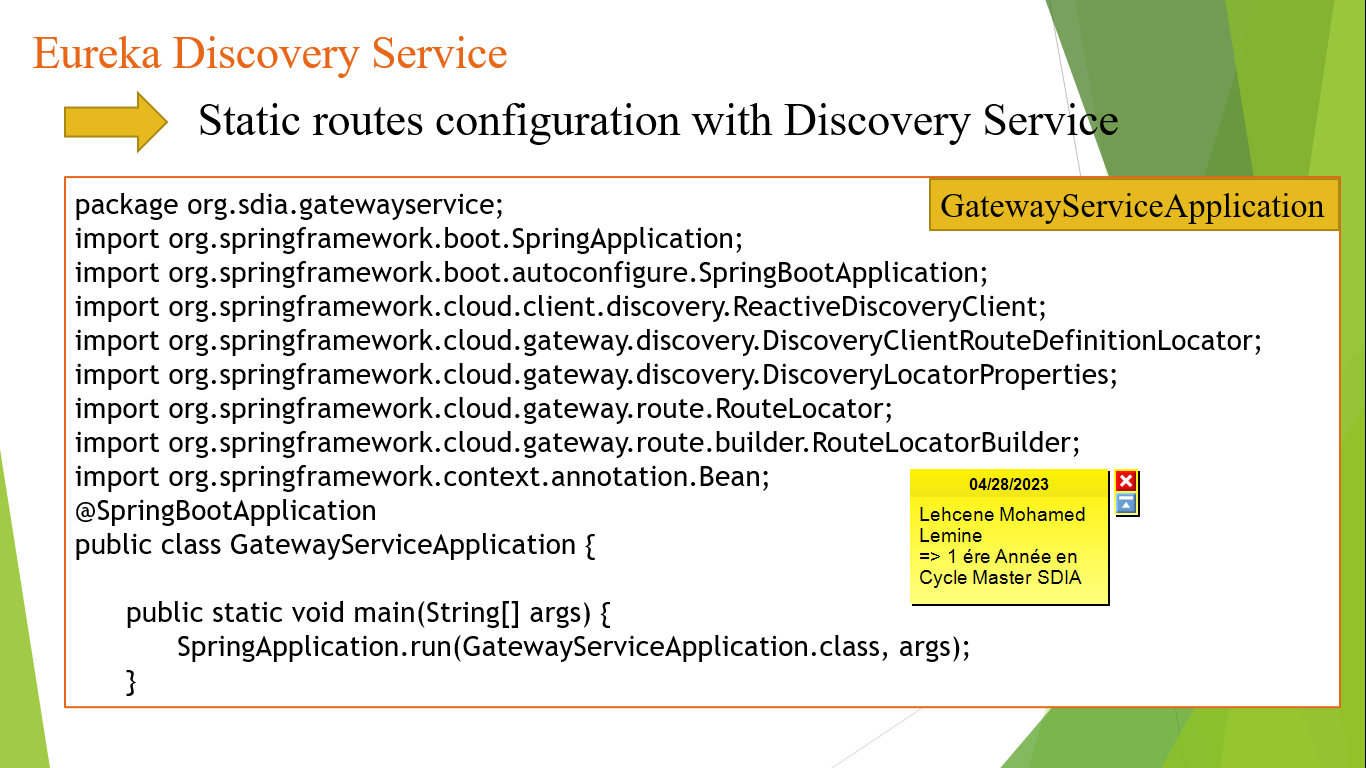 Eureka Discovery Service
Static routes configuration with Discovery Service
GatewayServiceApplication
package org.sdia.gatewayservice;
import org.springframework.boot.SpringApplication;
import org.springframework.boot.autoconfigure.SpringBootApplication;
import org.springframework.cloud.client.discovery.ReactiveDiscoveryClient;
import org.springframework.cloud.gateway.discovery.DiscoveryClientRouteDefinitionLocator;
import org.springframework.cloud.gateway.discovery.DiscoveryLocatorProperties;
import org.springframework.cloud.gateway.route.RouteLocator;
import org.springframework.cloud.gateway.route.builder.RouteLocatorBuilder;
import org.springframework.context.annotation.Bean;
@SpringBootApplication
public class GatewayServiceApplication {
public static void main(String[] args) {
SpringApplication.run(GatewayServiceApplication.class, args);
}
04/28/2023
Lehcene Mohamed
Lemine
=> 1 ére Année en
Cycle Master SDIA